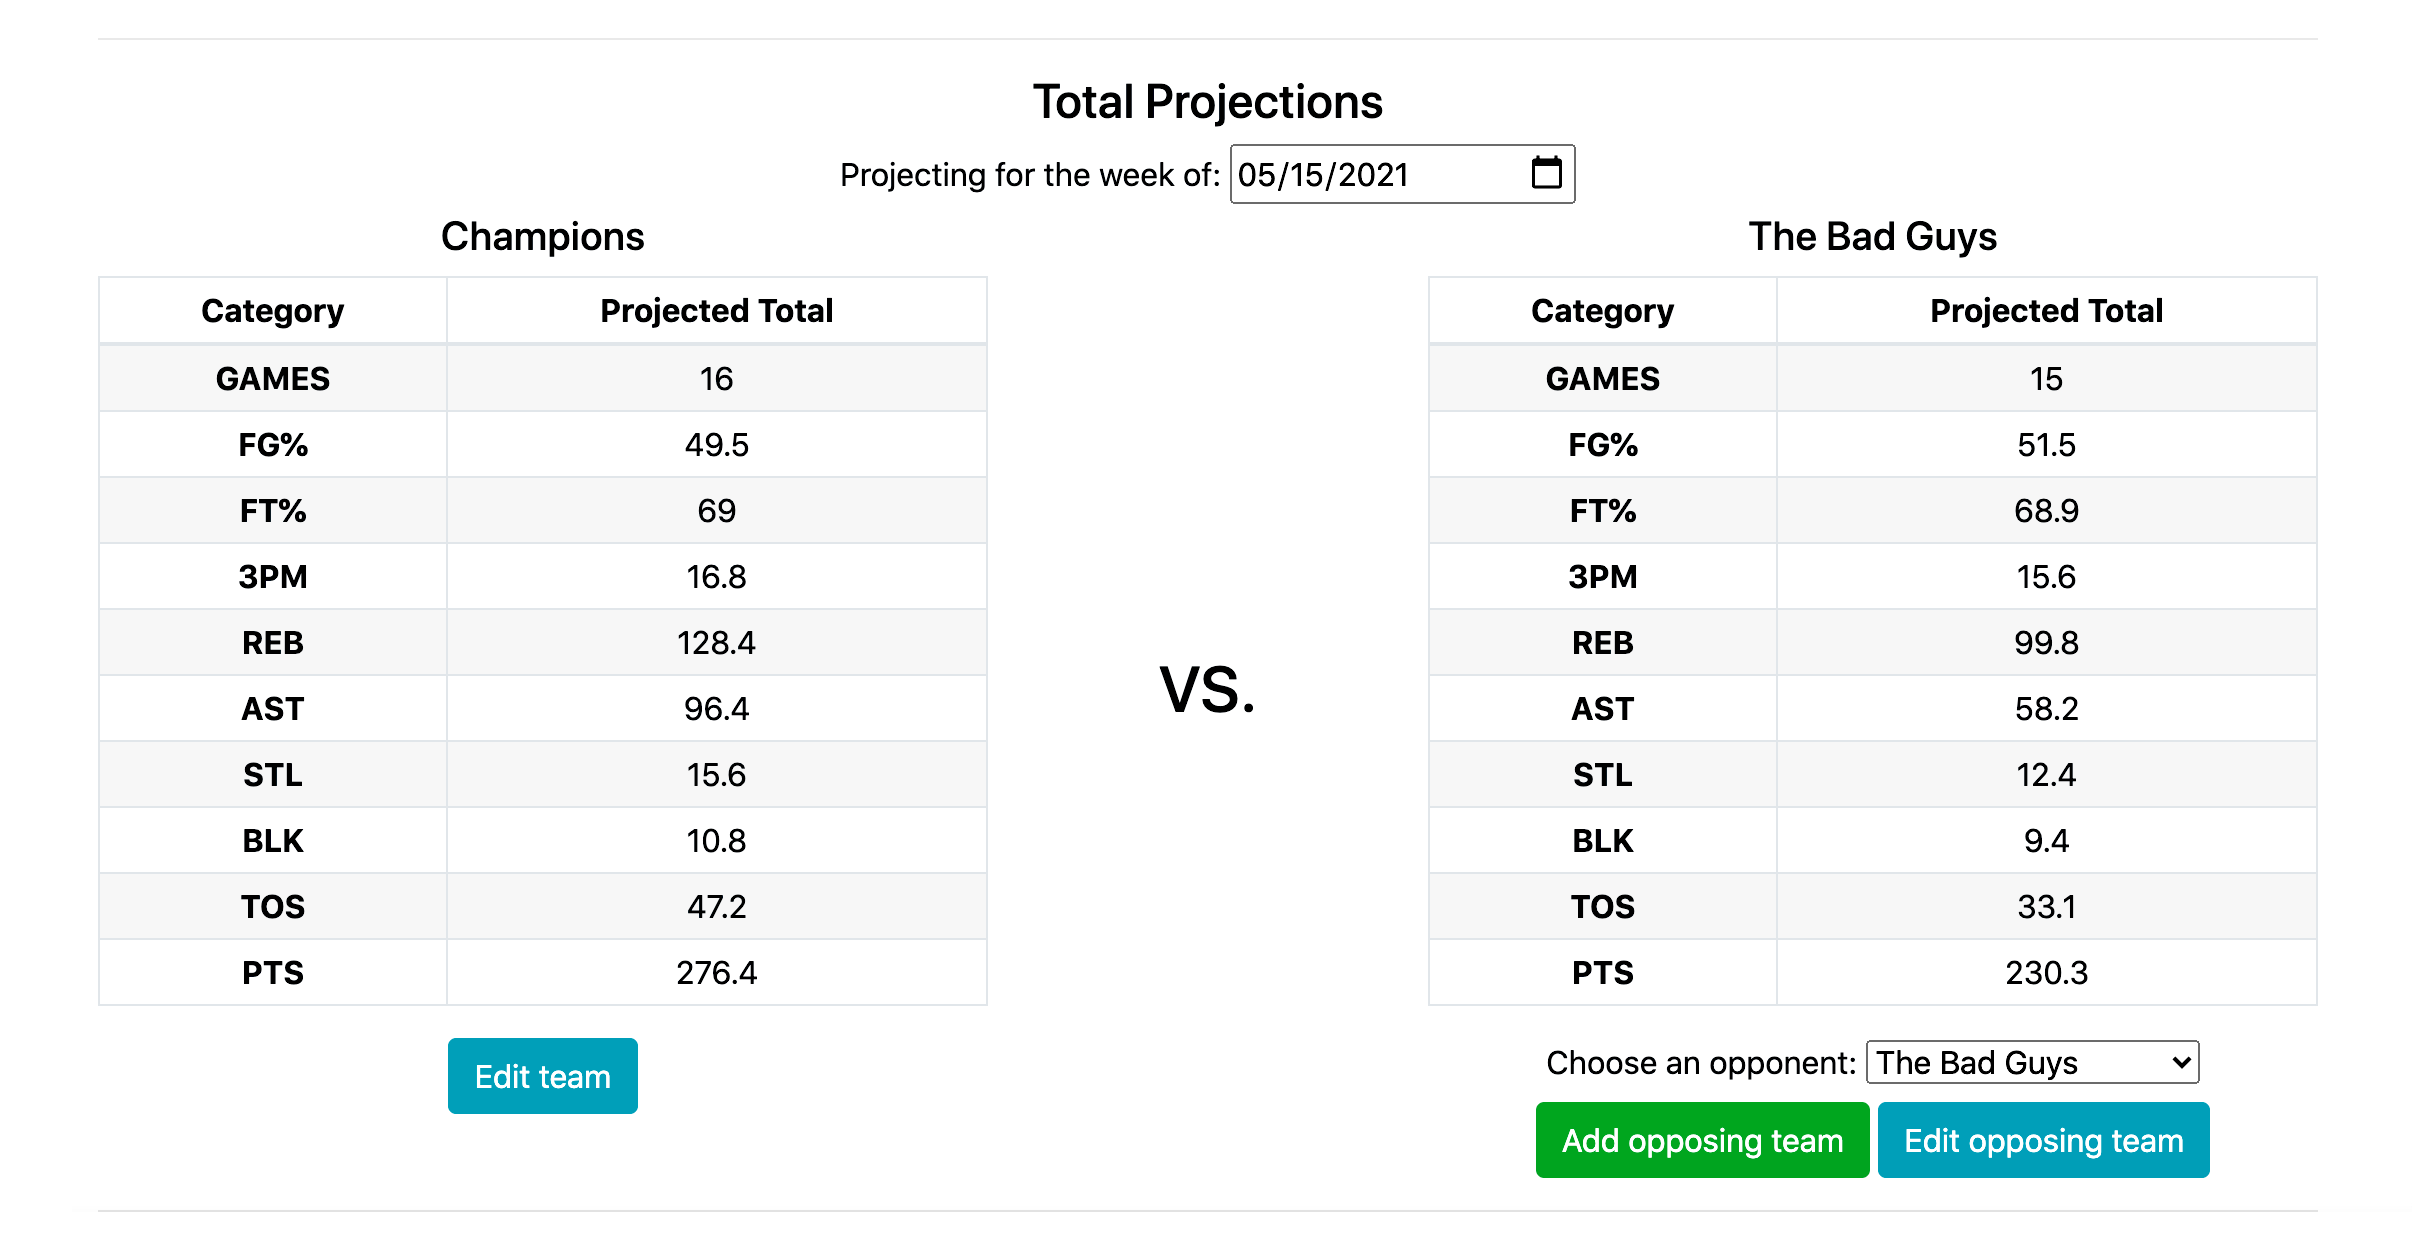 Total Projections
Projecting for the week of: 05/15/2021
Champions
Category Projected Total
GAMES 16
FG% 49.5
FT% 69
3PM 16.8
REB 128.4
AST 96.4
STL 15.6
BLK 10.8
TOS 47.2
PTS 276.4
Edit team
vs.
The Bad Guys
Category Projected Total
GAMES 15
FG% 51.5
FT% 68.9
3PM 15.6
REB 99.8
AST 58.2
STL 12.4
BLK 9.4
TOS 33.1
PTS 230.3
Choose an opponent: The Bad Guys
Add opposing team Edit opposing team